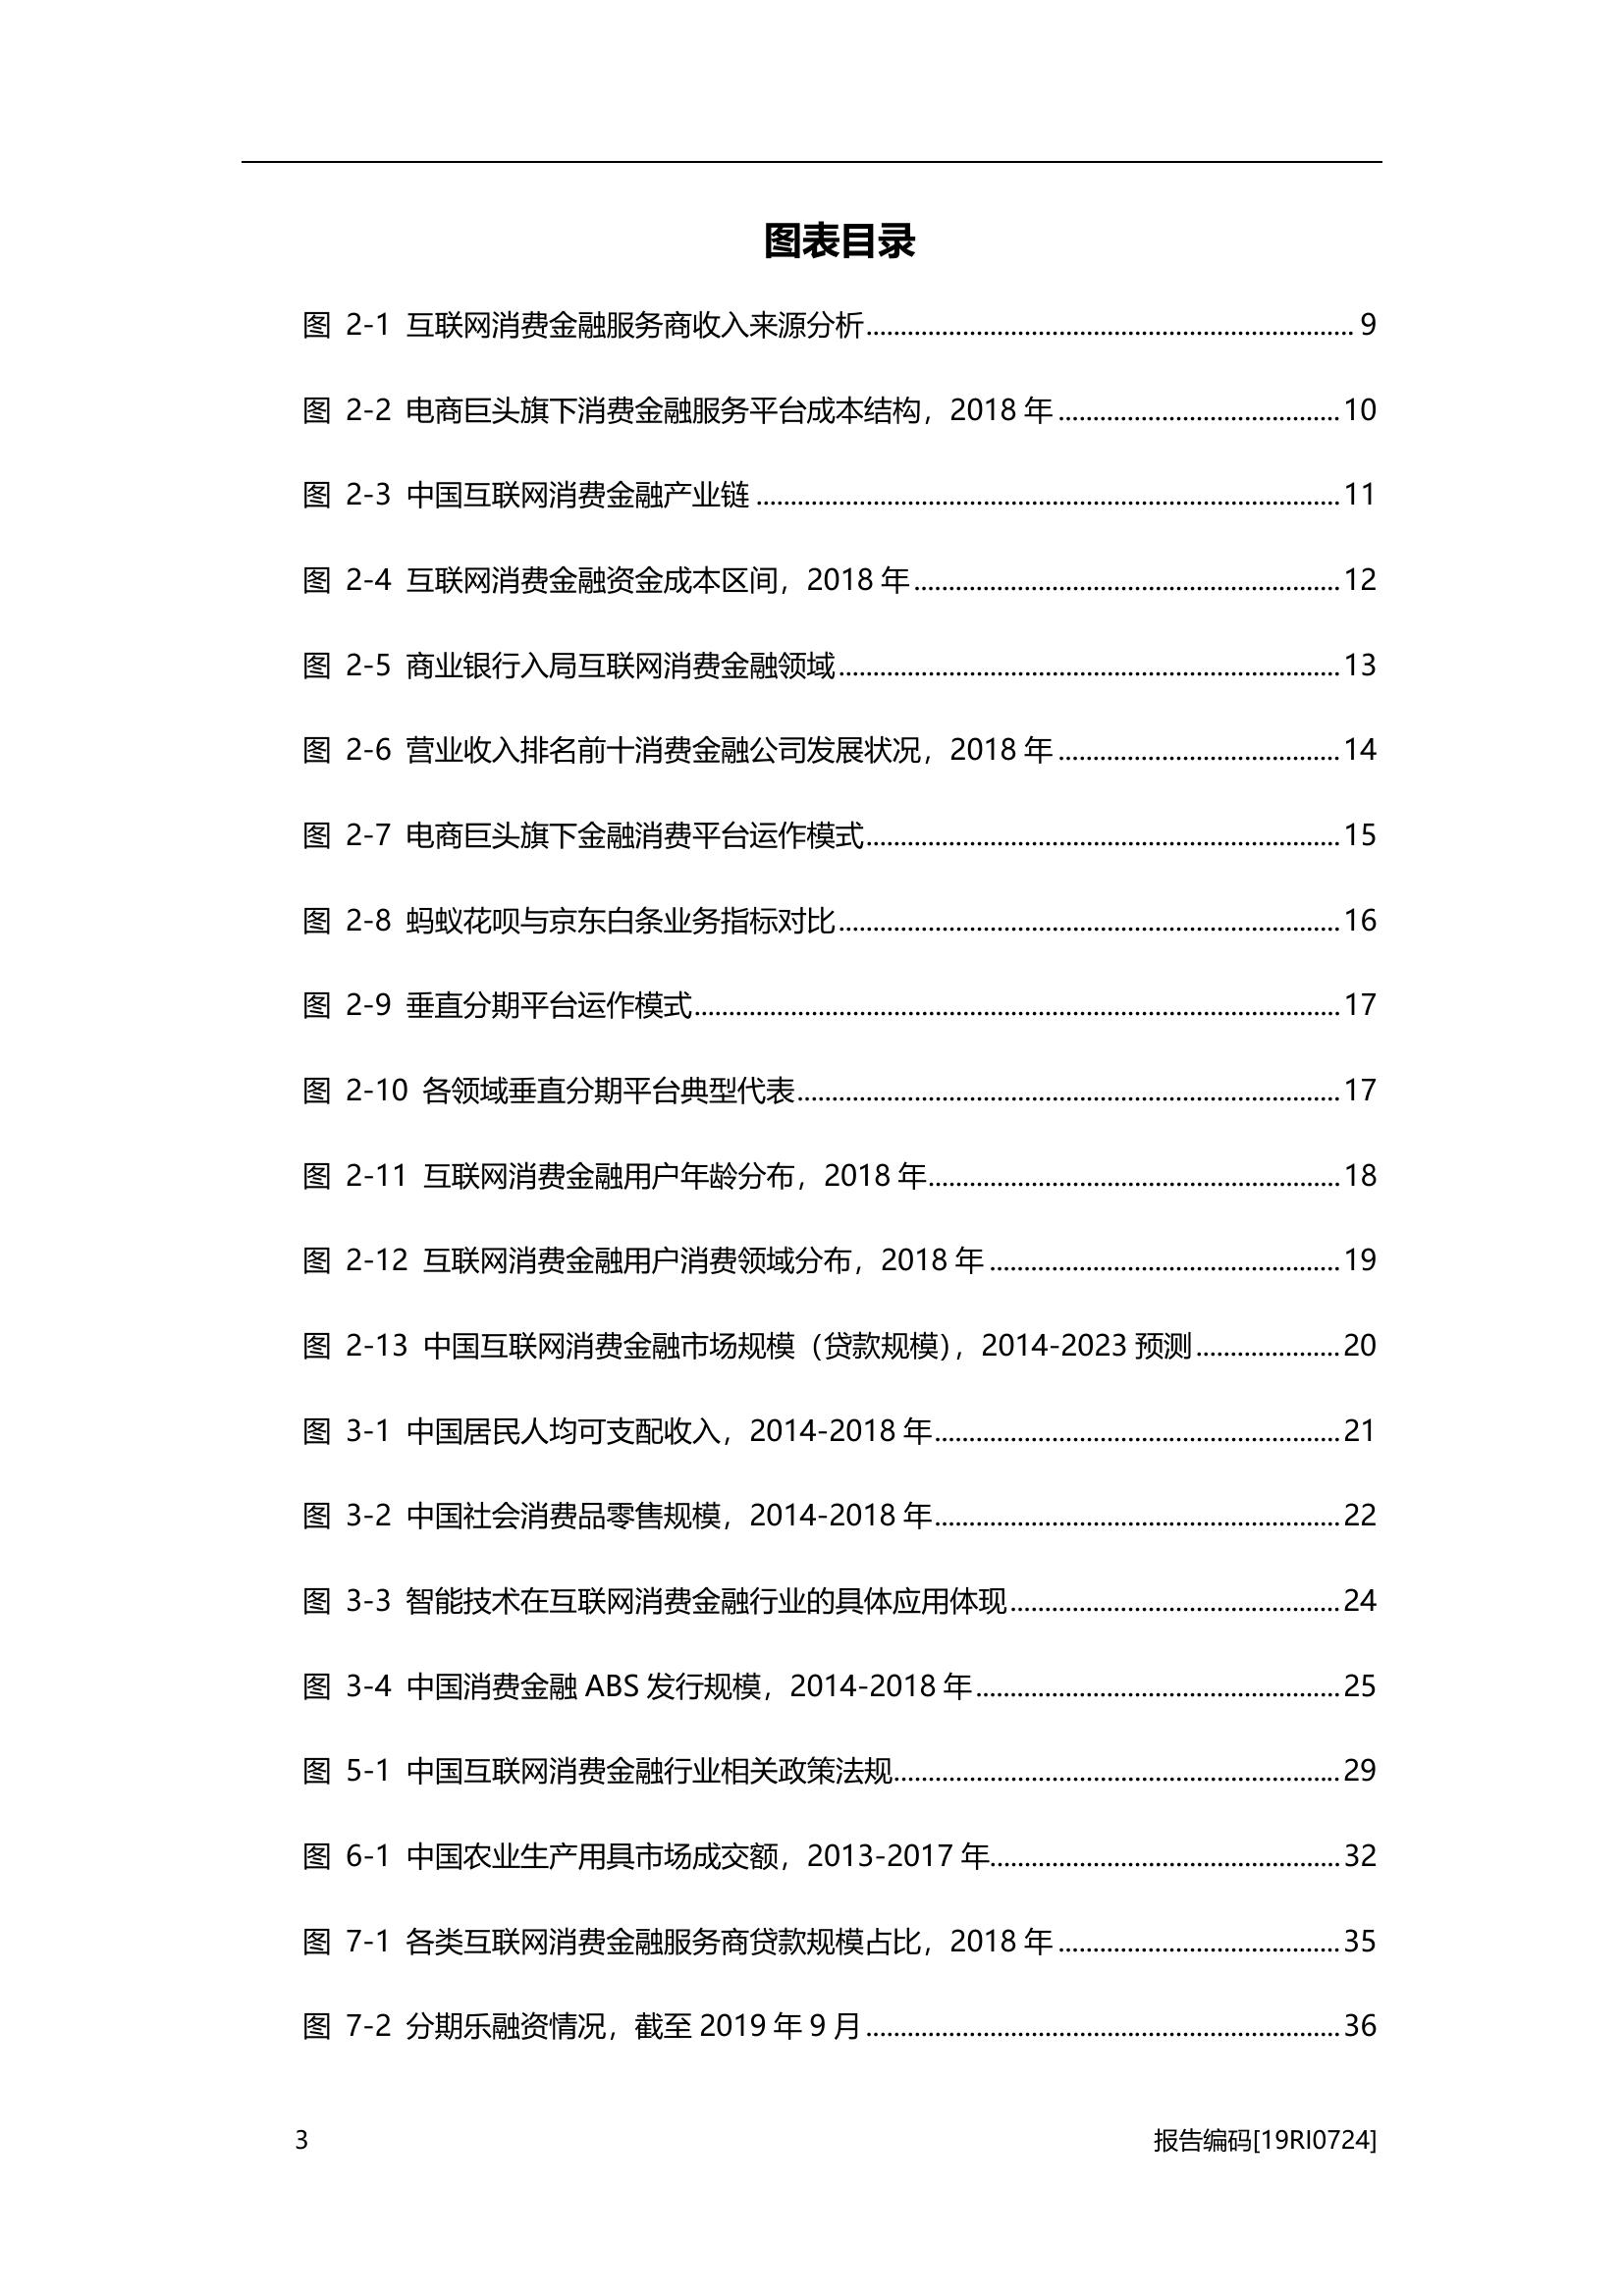 图表目录
图 2-1 互联网消费金融服务商收入来源分析........................................................................ 9
图 2-2 电商巨头旗下消费金融服务平台成本结构，2018 年 ......................................... 10
图 2-3 中国互联网消费金融产业链 ..................................................................................... 11
图 2-4 互联网消费金融资金成本区间，2018 年 .............................................................. 12
图 2-5 商业银行入局互联网消费金融领域......................................................................... 13
图 2-6 营业收入排名前十消费金融公司发展状况，2018 年 ......................................... 14
图 2-7 电商巨头旗下金融消费平台运作模式..................................................................... 15
图 2-8 蚂蚁花呗与京东白条业务指标对比......................................................................... 16
图 2-9 垂直分期平台运作模式.............................................................................................. 17
图 2-10 各领域垂直分期平台典型代表............................................................................... 17
图 2-11 互联网消费金融用户年龄分布，2018 年............................................................ 18
图 2-12 互联网消费金融用户消费领域分布，2018 年 ................................................... 19
图 2-13 中国互联网消费金融市场规模（贷款规模），2014-2023 预测 ..................... 20
图 3-1 中国居民人均可支配收入，2014-2018 年........................................................... 21
图 3-2 中国社会消费品零售规模，2014-2018 年........................................................... 22
图 3-3 智能技术在互联网消费金融行业的具体应用体现................................................ 24
图 3-4 中国消费金融 ABS 发行规模，2014-2018 年 ..................................................... 25
图 5-1 中国互联网消费金融行业相关政策法规................................................................. 29
图 6-1 中国农业生产用具市场成交额，2013-2017 年................................................... 32
图 7-1 各类互联网消费金融服务商贷款规模占比，2018 年 ......................................... 35
图 7-2 分期乐融资情况，截至 2019 年 9 月 ..................................................................... 36
3 报告编码[19RI0724]